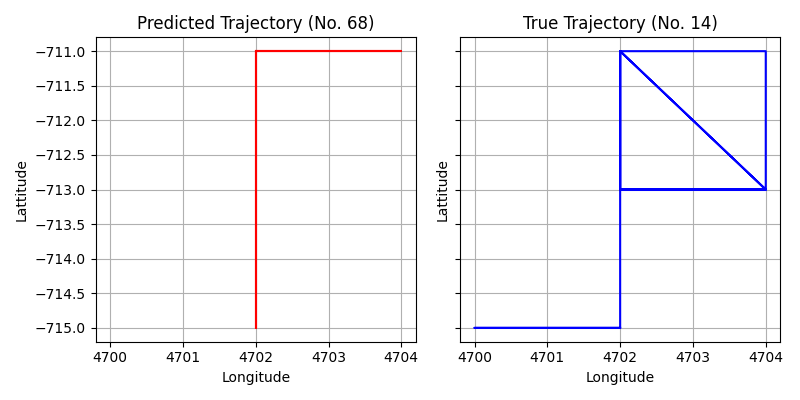 Predicted Trajectory (No. 68)
True Trajectory (No. 14)
−711.0
−711.5
−712.0
−712.5
−713.0
−713.5
−714.0
−714.5
−715.0
Lattitude
Lattitude
4700 4701 4702 4703 4704
4700 4701 4702 4703 4704
Longitude
Longitude